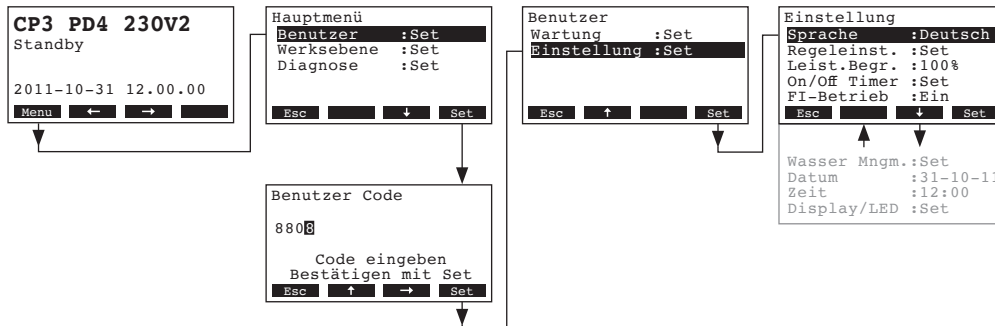 CP3 PD4 230V2
Standby
2011-10-31 12.00.00
Menu ← →
Hauptmenü
Benutzer :Set
Werksebene :Set
Diagnose :Set
Esc ↓ Set
Benutzer Code
8808
Code eingeben
Bestätigen mit Set
Esc ↑ → Set
Benutzer
Wartung :Set
Einstellung :Set
Esc ↑ Set
Einstellung
Sprache :Deutsch
Regeleinst. :Set
Leist.Begr. :100%
On/Off Timer :Set
FI-Betrieb :Ein
Esc ↓ Set
Wasser Mngm.:Set
Datum :31-10-11
Zeit :12:00
Display/LED :Set